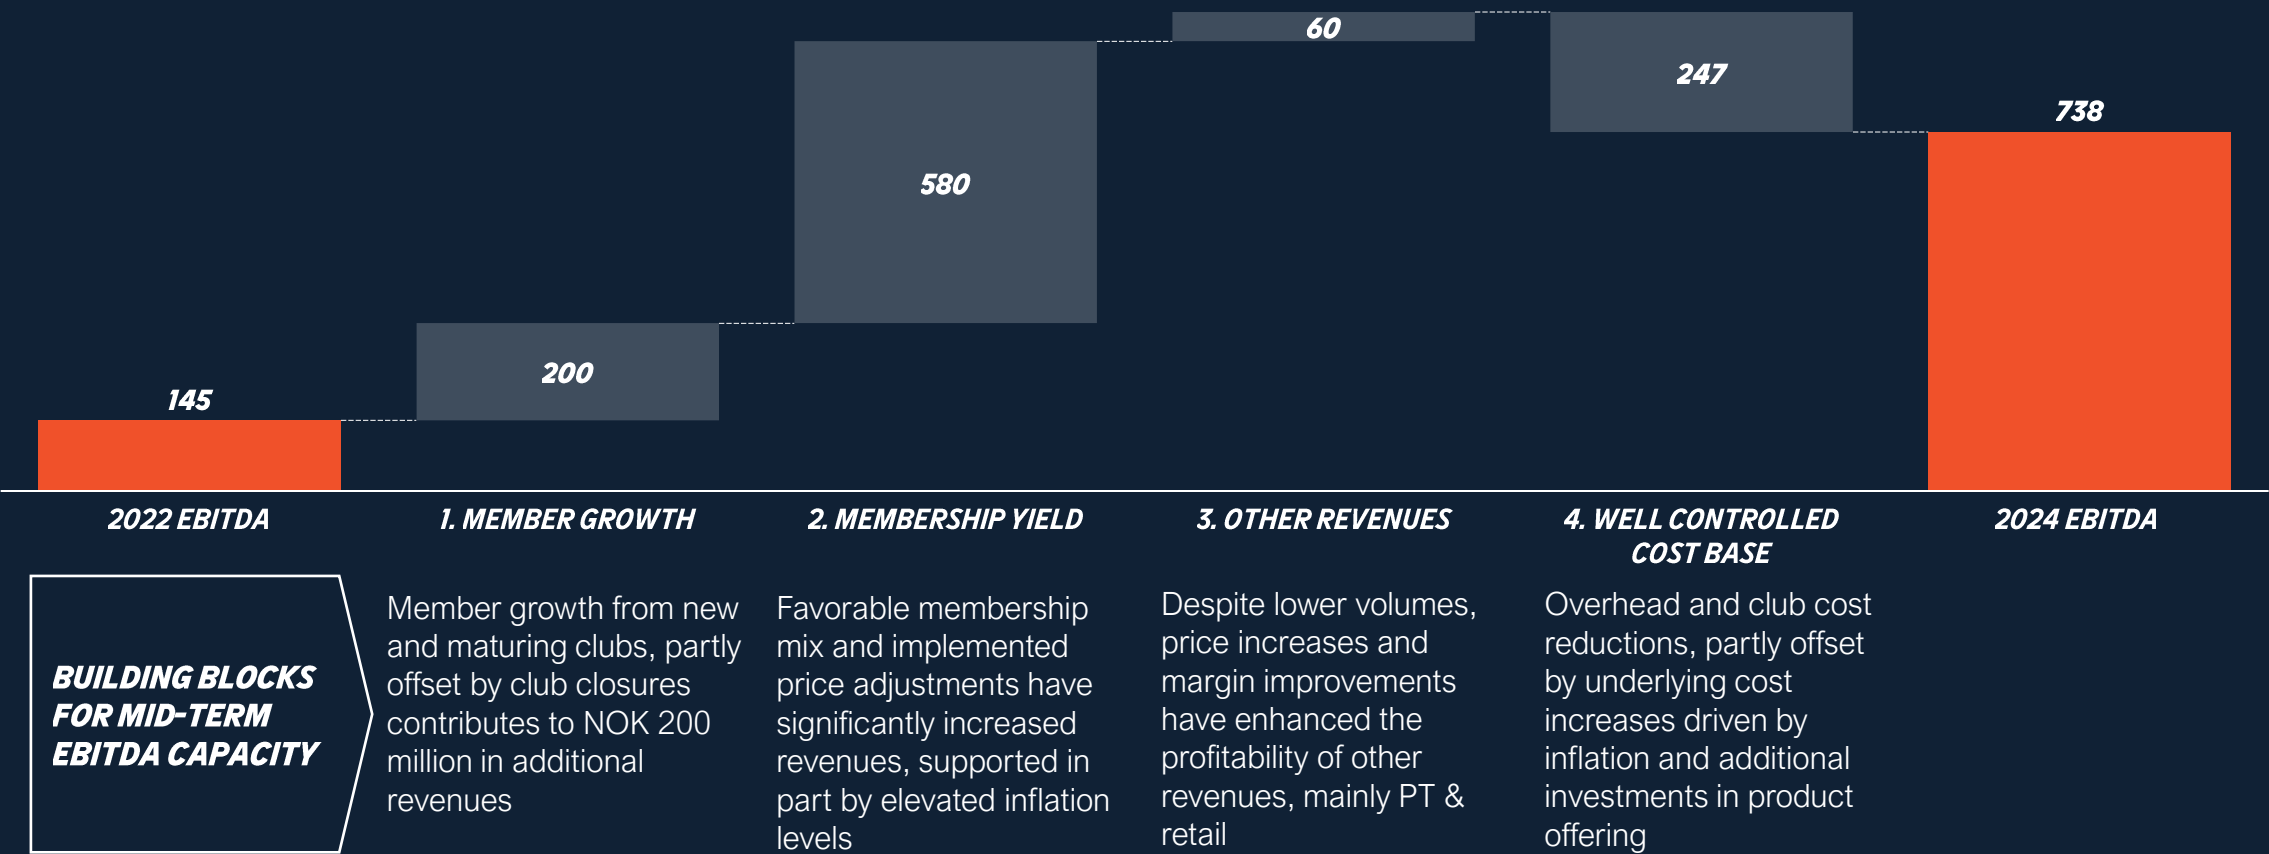 60
247
738
580
200
145
2022 EBITDA
1. MEMBER GROWTH
2. MEMBERSHIP YIELD
3. OTHER REVENUES
4. WELL CONTROLLED
COST BASE
2024 EBITDA
BUILDING BLOCKS
FOR MID-TERM
EBITDA CAPACITY
Member growth from new
and maturing clubs, partly
offset by club closures
contributes to NOK 200
million in additional
revenues
Favorable membership
mix and implemented
price adjustments have
significantly increased
revenues, supported in
part by elevated inflation
levels
Despite lower volumes,
price increases and
margin improvements
have enhanced the
profitability of other
revenues, mainly PT &
retail
Overhead and club cost
reductions, partly offset
by underlying cost
increases driven by
inflation and additional
investments in product
offering